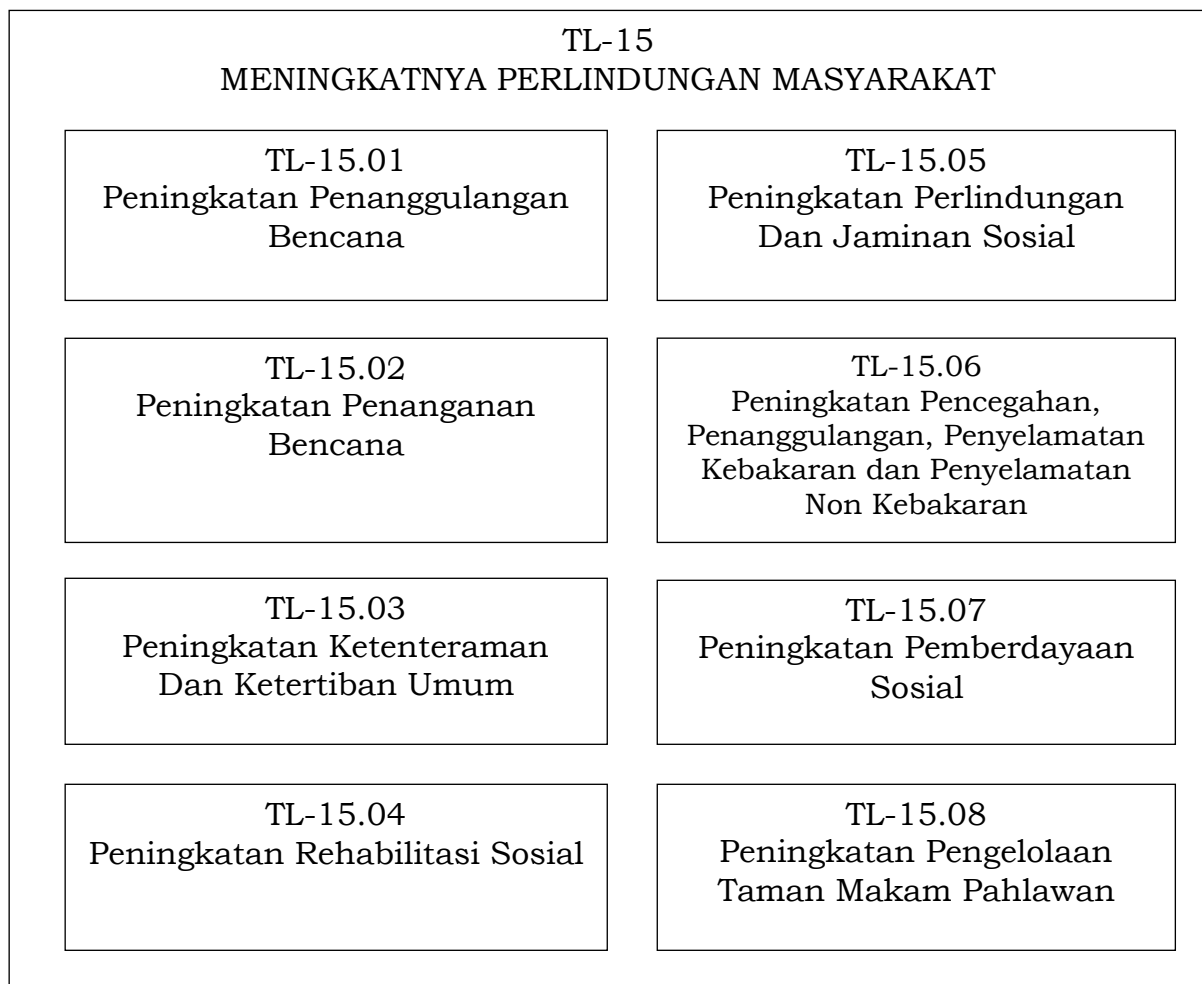 TL-15
MENINGKATNYA PERLINDUNGAN MASYARAKAT
TL-15.01
Peningkatan Penanggulangan
Bencana
TL-15.05
Peningkatan Perlindungan
Dan Jaminan Sosial
TL-15.02
Peningkatan Penanganan
Bencana
TL-15.06
Peningkatan Pencegahan,
Penanggulangan, Penyelamatan
Kebakaran dan Penyelamatan
Non Kebakaran
TL-15.03
Peningkatan Ketenteraman
Dan Ketertiban Umum
TL-15.07
Peningkatan Pemberdayaan
Sosial
TL-15.04
Peningkatan Rehabilitasi Sosial
TL-15.08
Peningkatan Pengelolaan
Taman Makam Pahlawan